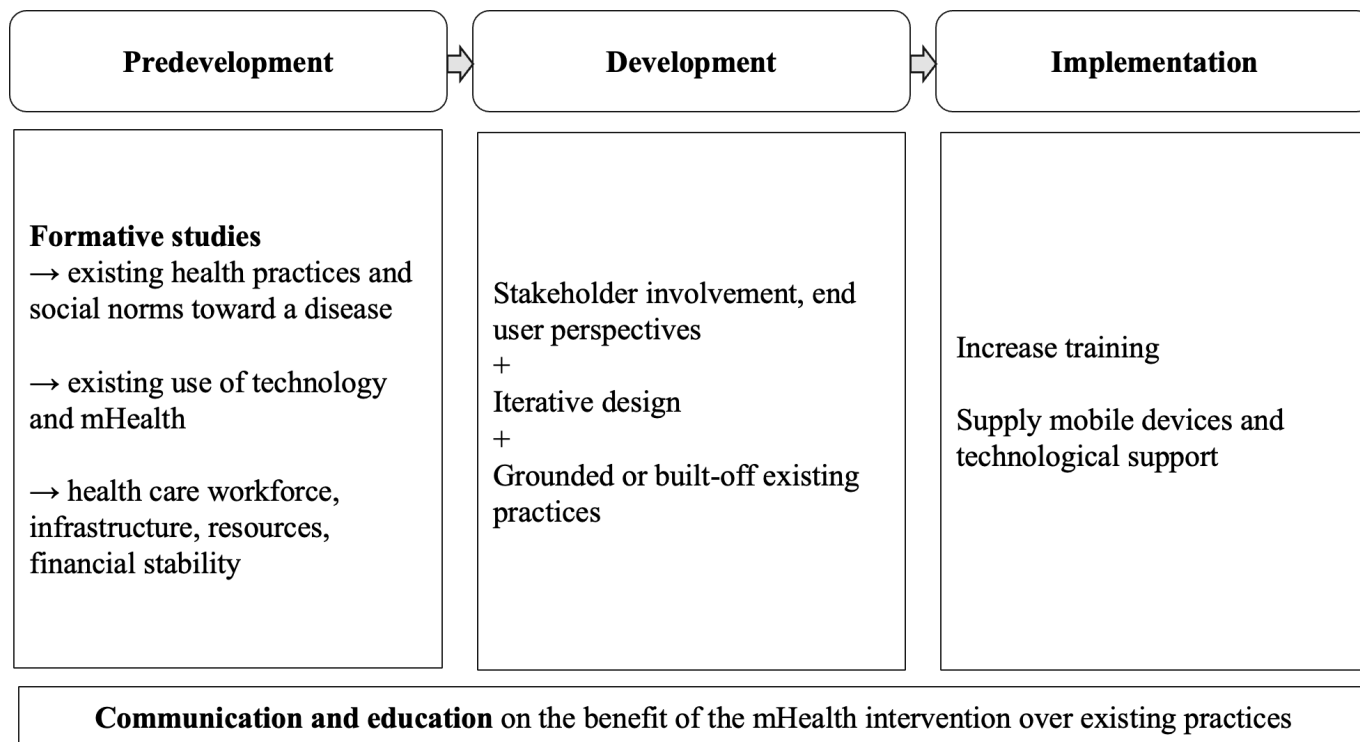 Predevelopment
Development
Implementation
Formative studies
→ existing health practices and
social norms toward a disease
→ existing use of technology
and mHealth
→ health care workforce,
infrastructure, resources,
financial stability
Stakeholder involvement, end
user perspectives
+
Iterative design
+
Grounded or built-off existing
practices
Increase training
Supply mobile devices and
technological support
Communication and education on the benefit of the mHealth intervention over existing practices